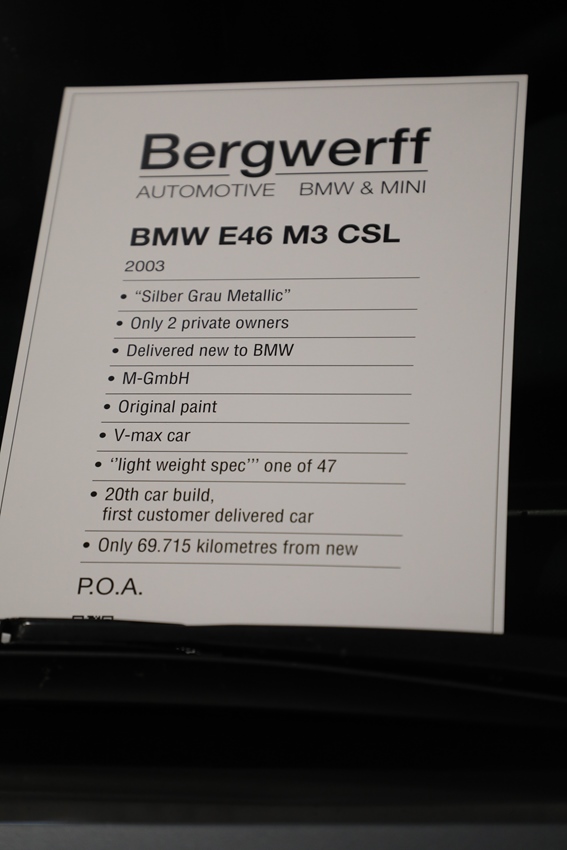 Bergwerff
AUTOMOTIVE BMW & MINI
BMW E46 M3 CSL
2003
• “Silber Grau Metallic”
• Only 2 private owners
• Delivered new to BMW
• M-GmbH
• Original paint
• V-max car
• ‘’light weight spec’’’ one of 47
• 20th car build,
first customer delivered car
• Only 69.715 kilometres from new
P.O.A.